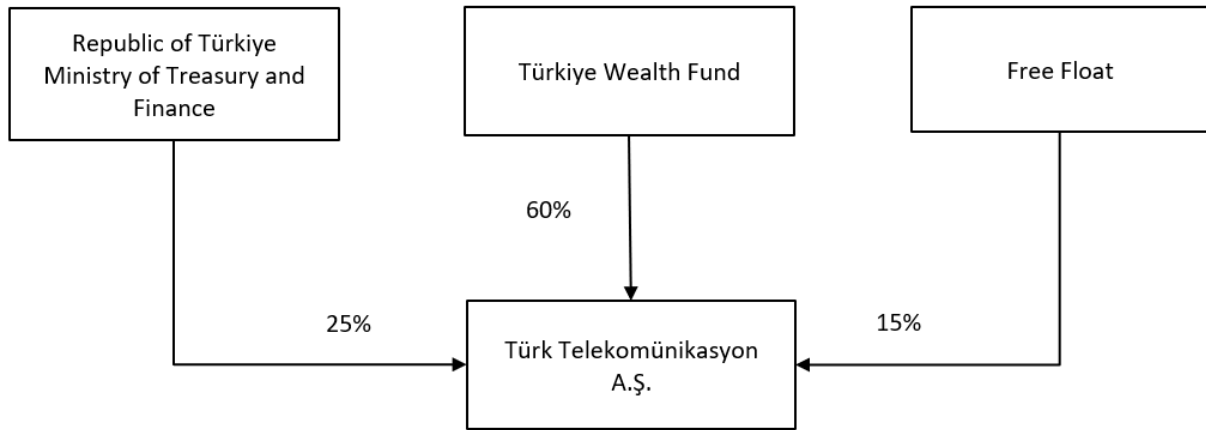 Republic of Türkiye
Ministry of Treasury and
Finance
Türkiye Wealth Fund
Free Float
60%
25%
15%
Türk Telekomünikasyon
A.Ş.